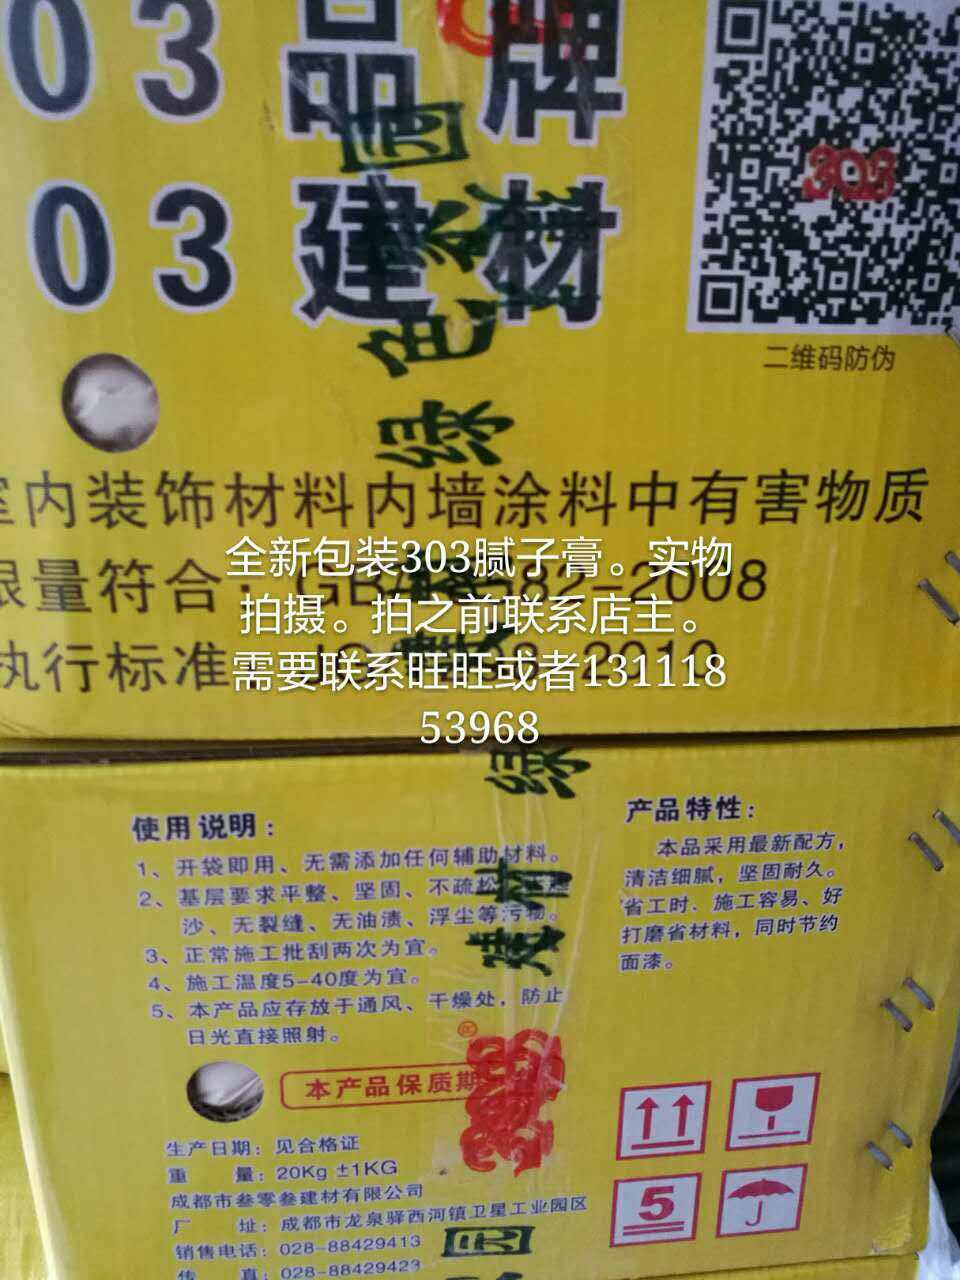 03 品牌
03 建材
303
二维码防伪
室内装饰材料内墙涂料中有害物质
限量符合
2-2008
执行标准
2010
全新包装303腻子膏。实物
拍摄。拍之前联系店主。
需要联系旺旺或者131118
53968
绿色
绿
使用说明：
1、开袋即用、无需添加任何辅助材料。
2、基层要求平整、坚固、不疏松
沙、无裂缝、无油渍、浮尘等污物。
3、正常施工批刮两次为宜。
4、施工温度5-40度为宜。
5、本产品应存放于通风、干燥处，防止
日光直接照射。
产品特性：
本品采用最新配方，
清洁细腻，坚固耐久。
省工时、施工容易、好
打磨省材料，同时节约
面漆。
本产品保质期
303
®
生产日期：见合格证
重 量：20Kg ±1KG
成都市叁零叁建材有限公司
厂 址：成都市龙泉驿西河镇卫星工业园区
销售电话：028-88429413
传 真：028-88429423
5